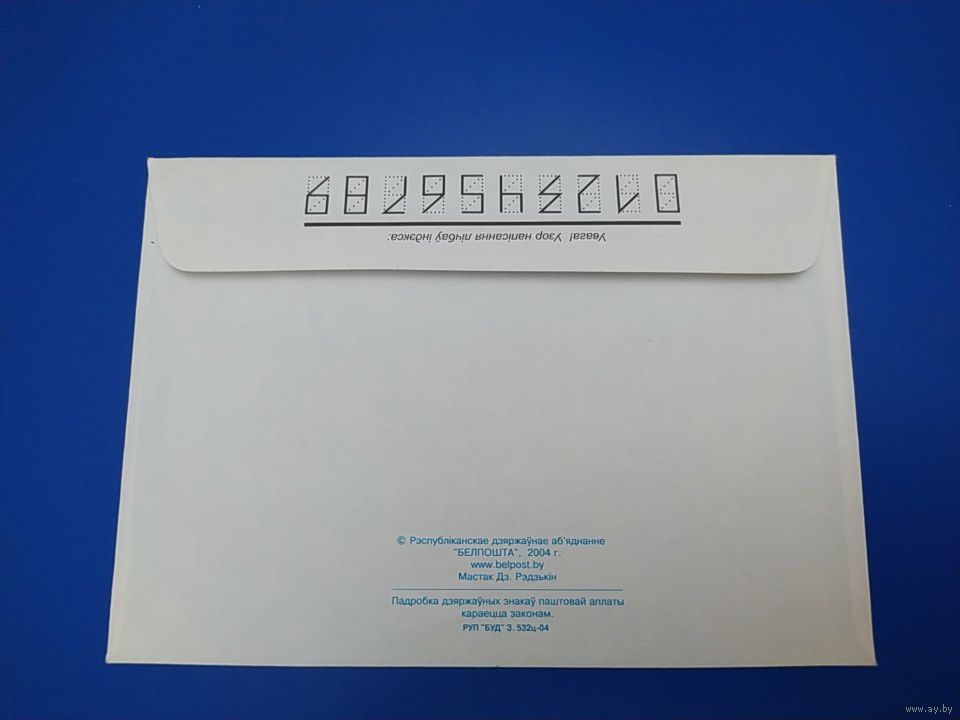 Увага! Узор напісання лічбаў індэкса:
0123456789
© Рэспубліканскае дзяржаўнае аб'яднанне
"БЕЛПОШТА", 2004 г.
www.belpost.by
Мастак Дз. Рэдзькін
Падробка дзяржаўных знакаў паштовай аплаты
караецца законам.
РУП "БУД" З. 532ц-04
www.ay.by